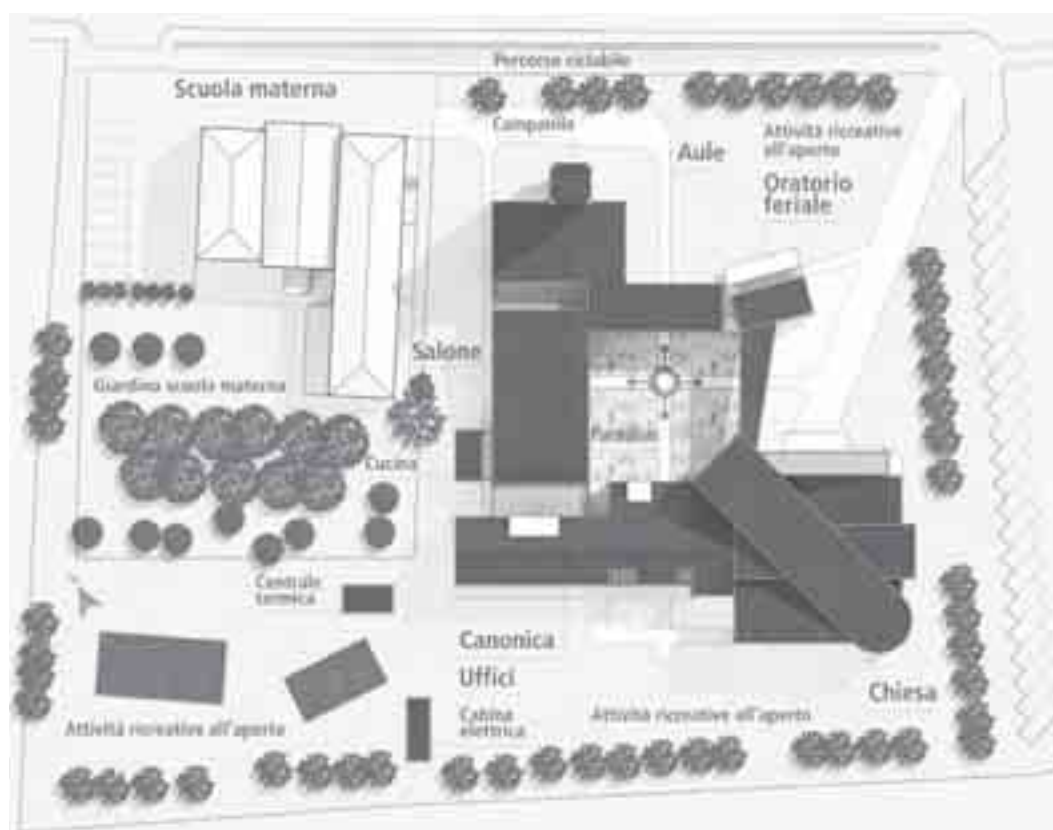 Percorso ciclabile
Scuola materna
Campanile
Aule
Attività ricreative
all'aperto
Oratorio
feriale
Salone
Giardino scuola materna
Paradisus
Cucina
Centrale
termica
Canonica
Uffici
Cabina
elettrica
Chiesa
Attività ricreative all'aperto
Attività ricreative all'aperto